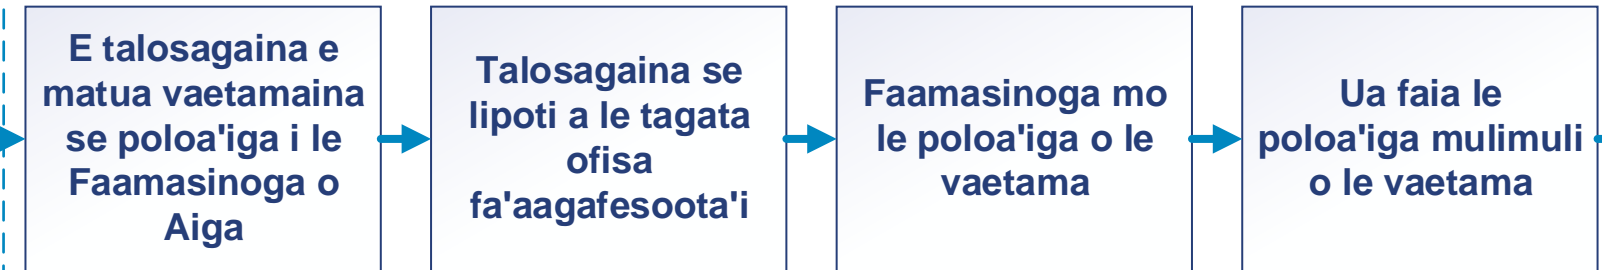 E talosagaina e
matua vaetamaina
se poloa'iga i le
Faamasinoga o
Aiga
Talosagaina se
lipoti a le tagata
ofisa
fa'aagafesoota'i
Faamasinoga mo
le poloa'iga o le
vaetama
Ua faia le
poloa'iga mulimuli
o le vaetama